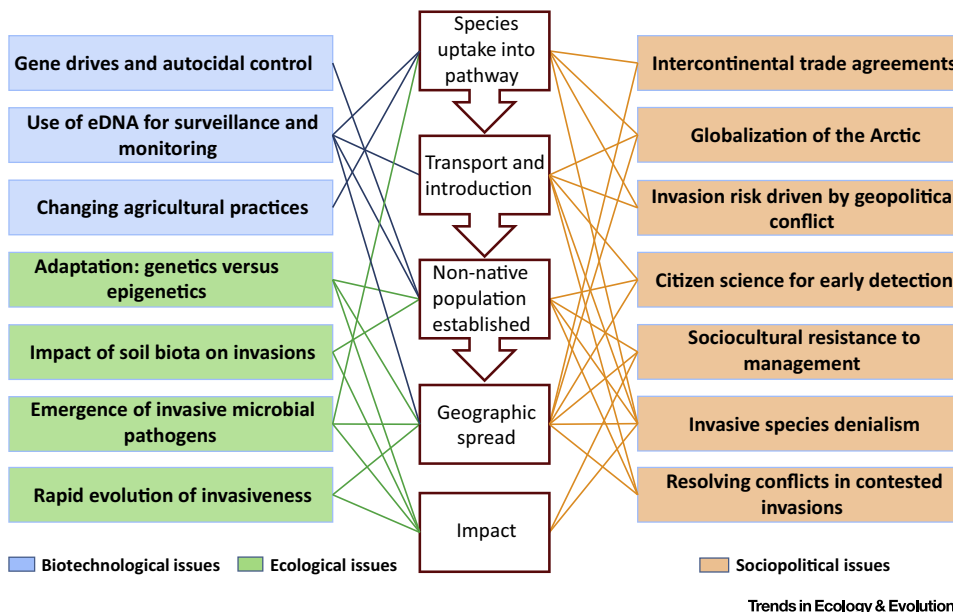 Gene drives and autocidal control
Use of eDNA for surveillance and
monitoring
Changing agricultural practices
Adaptation: genetics versus
epigenetics
Impact of soil biota on invasions
Emergence of invasive microbial
pathogens
Rapid evolution of invasiveness
Species
uptake into
pathway
Transport and
introduction
Non-native
population
established
Geographic
spread
Impact
Intercontinental trade agreements
Globalization of the Arctic
Invasion risk driven by geopolitical
conflict
Citizen science for early detection
Sociocultural resistance to
management
Invasive species denialism
Resolving conflicts in contested
invasions
Biotechnological issues
Ecological issues
Sociopolitical issues
Trends in Ecology & Evolution